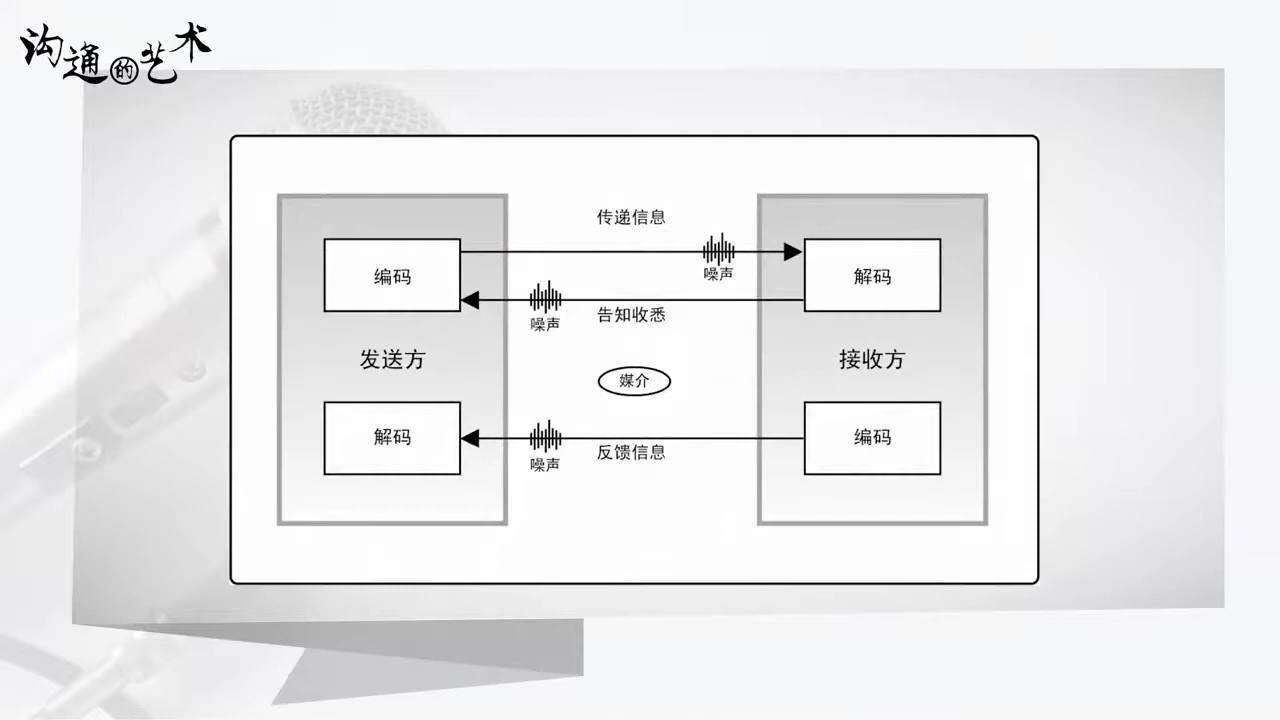 沟通的艺术
传递信息
噪声
编码
解码
噪声
告知收悉
发送方
接收方
媒介
解码
编码
噪声
反馈信息